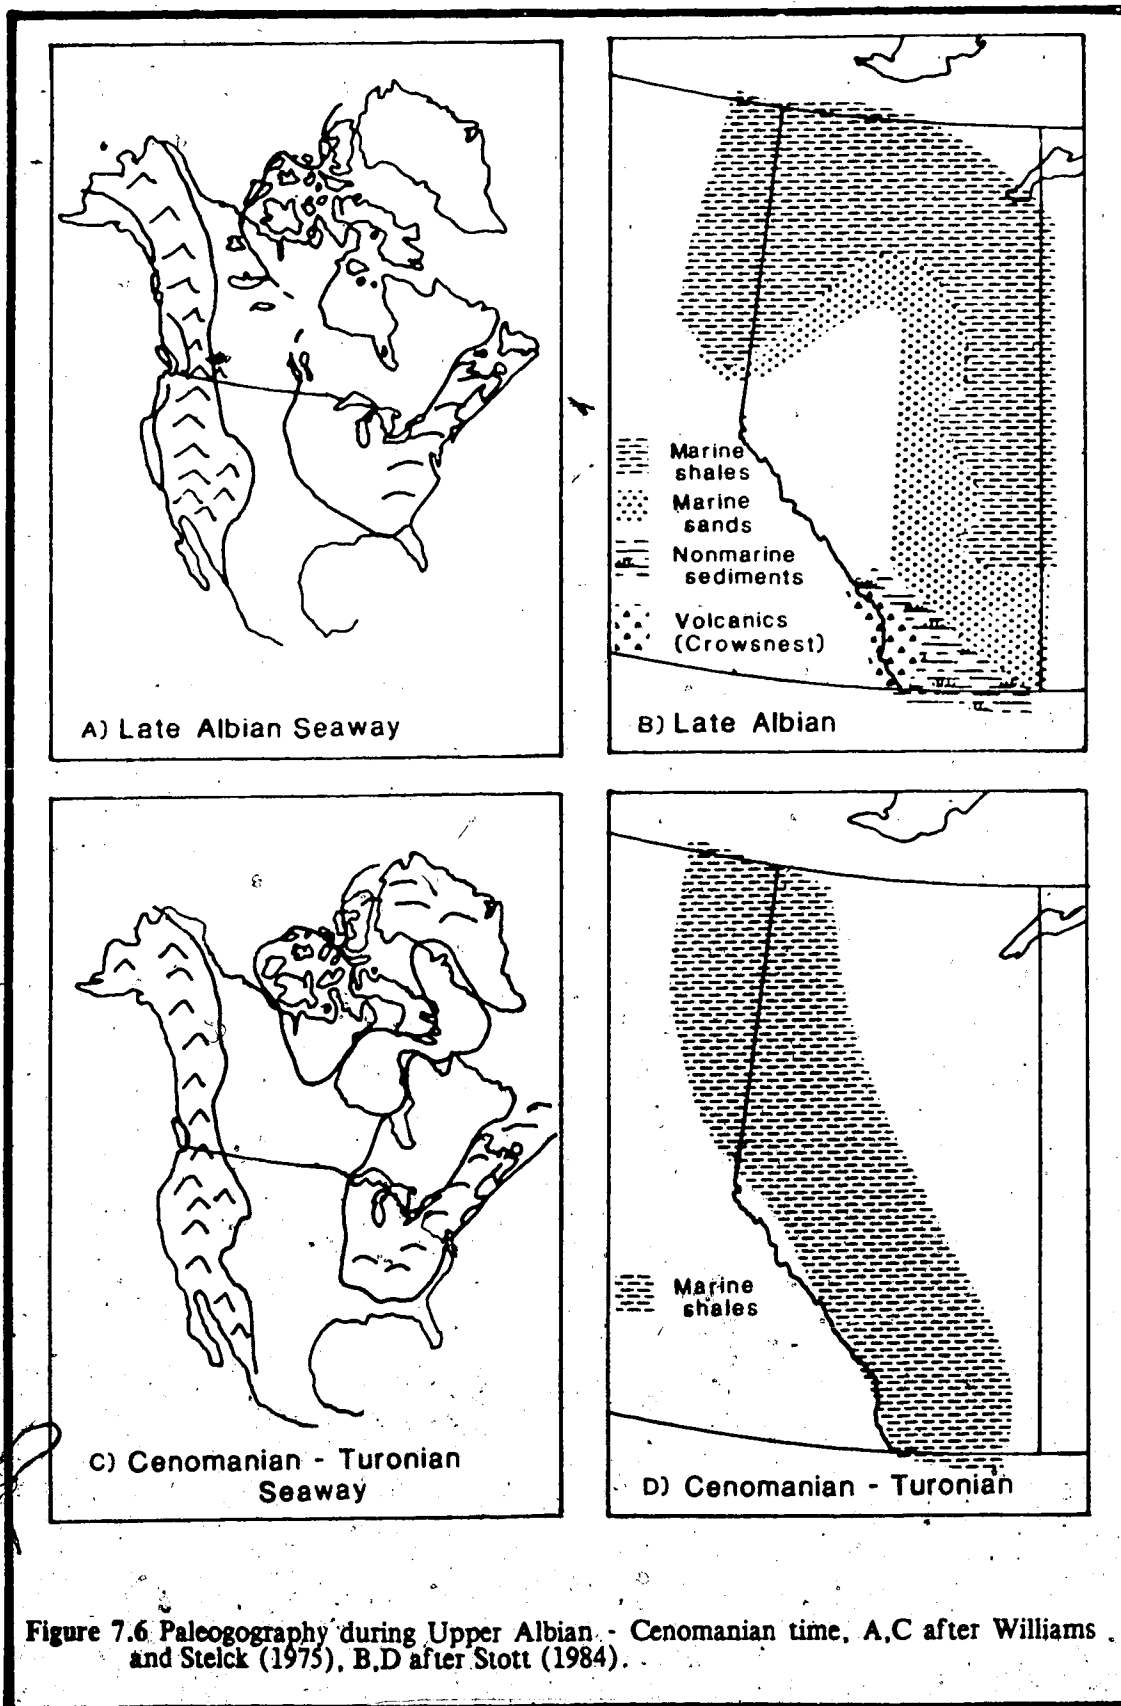 A) Late Albian Seaway
Marine
shales
Marine
sands
Nonmarine
sediments
Volcanics
(Crowsnest)
B) Late Albian
C) Cenomanian - Turonian
Seaway
Marine
shales
D) Cenomanian - Turonian
Figure 7.6 Paleogography during Upper Albian - Cenomanian time, A,C after Williams
and Stelck (1975), B,D after Stott (1984).